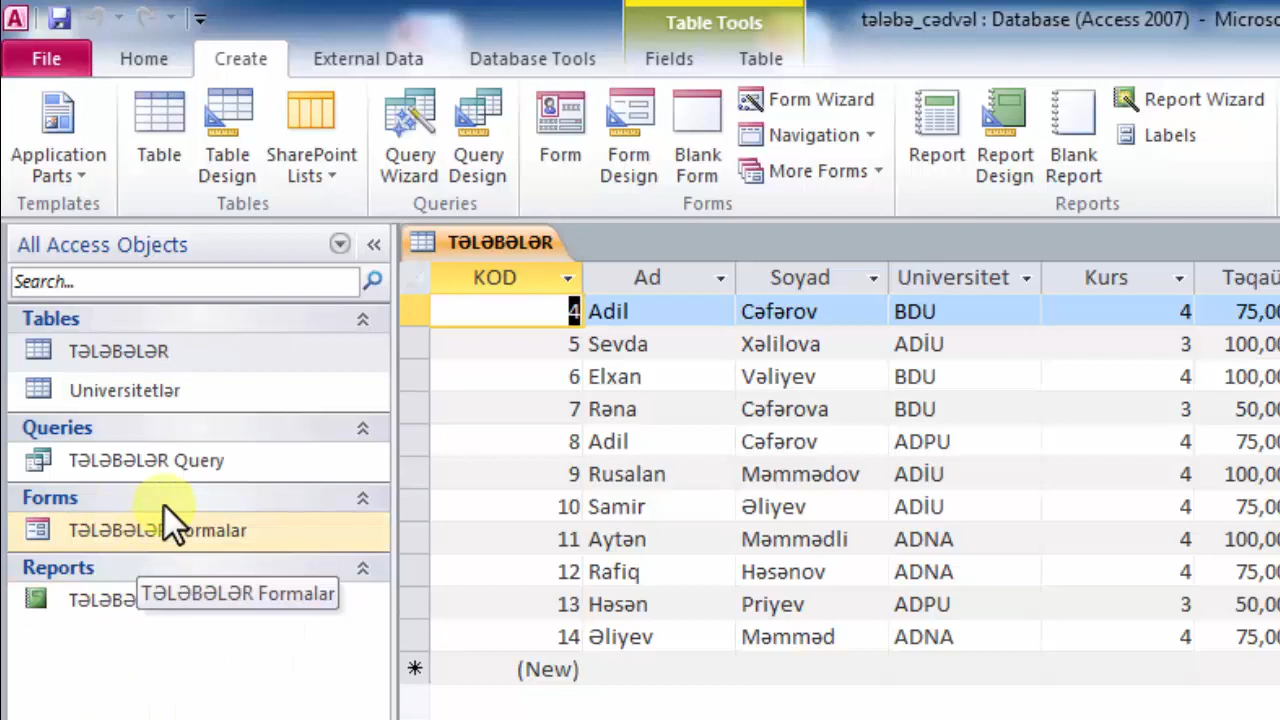 A
tələbə_cədvəl : Database (Access 2007) - Microso
Table Tools
File Home Create External Data Database Tools Fields Table
Application Parts
Table
Table Design
SharePoint Lists
Query Wizard
Query Design
Form
Form Design
Blank Form
Form Wizard
Navigation
More Forms
Report
Report Design
Blank Report
Report Wizard
Labels
Templates Tables Queries Forms Reports
All Access Objects
Search...
Tables
TƏLƏBƏLƏR
Universitetlər
Queries
TƏLƏBƏLƏR Query
Forms
TƏLƏBƏLƏR Formalar
Reports
TƏLƏBƏ
TƏLƏBƏLƏR Formalar
TƏLƏBƏLƏR
KOD Ad Soyad Universitet Kurs Təqaü
4 Adil Cəfərov BDU 4 75,00
5 Sevda Xəlilova ADİU 3 100,00
6 Elxan Vəliyev BDU 4 100,00
7 Rəna Cəfərova BDU 3 50,00
8 Adil Cəfərov ADPU 4 75,00
9 Rusalan Məmmədov ADİU 4 100,00
10 Samir Əliyev ADİU 4 75,00
11 Aytən Məmmədli ADNA 4 100,00
12 Rafiq Həsənov ADNA 4 75,00
13 Həsən Priyev ADPU 3 50,00
14 Əliyev Məmməd ADNA 4 75,00
(New)